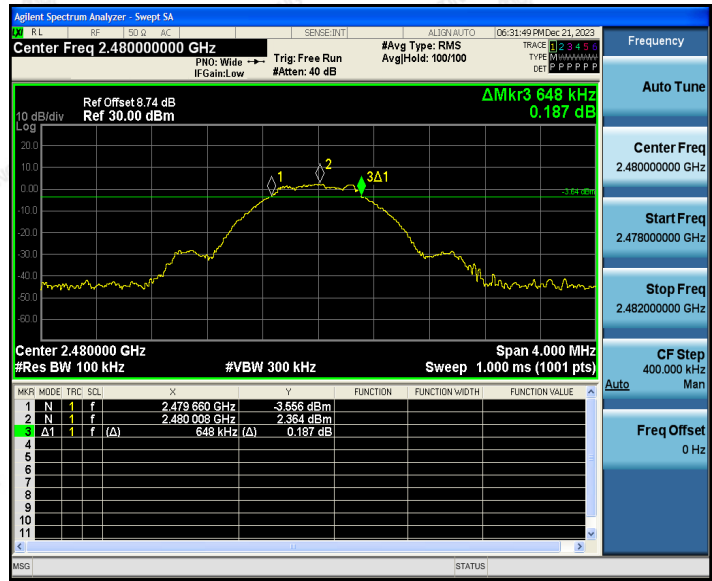 Agilent Spectrum Analyzer - Swept SA
LXI RL RF 50 Ω AC SENSE:INT ALIGNAUTO 06:31:49 PM Dec 21, 2023
Center Freq 2.480000000 GHz
PNO: Wide
IFGain:Low
Trig: Free Run
#Atten: 40 dB
#Avg Type: RMS
Avg|Hold: 100/100
TRACE 1 2 3 4 5 6
TYPE MWWWWW
DET P P P P P P
Frequency
Ref Offset 8.74 dB
10 dB/div Ref 30.00 dBm
ΔMkr3 648 kHz
0.187 dB
Log
20.0
10.0
0.00
-10.0
-20.0
-30.0
-40.0
-50.0
-60.0
1
2
3Δ1
-3.64 dBm
Center 2.480000 GHz Span 4.000 MHz
#Res BW 100 kHz #VBW 300 kHz Sweep 1.000 ms (1001 pts)
MKR MODE TRC SCL X Y FUNCTION FUNCTION WIDTH FUNCTION VALUE
1 N 1 f 2.479 660 GHz -3.556 dBm
2 N 1 f 2.480 008 GHz 2.364 dBm
3 Δ1 1 f (Δ) 648 kHz (Δ) 0.187 dB
4
5
6
7
8
9
10
11
Auto Tune
Center Freq
2.480000000 GHz
Start Freq
2.478000000 GHz
Stop Freq
2.482000000 GHz
CF Step
400.000 kHz
Auto Man
Freq Offset
0 Hz
MSG STATUS